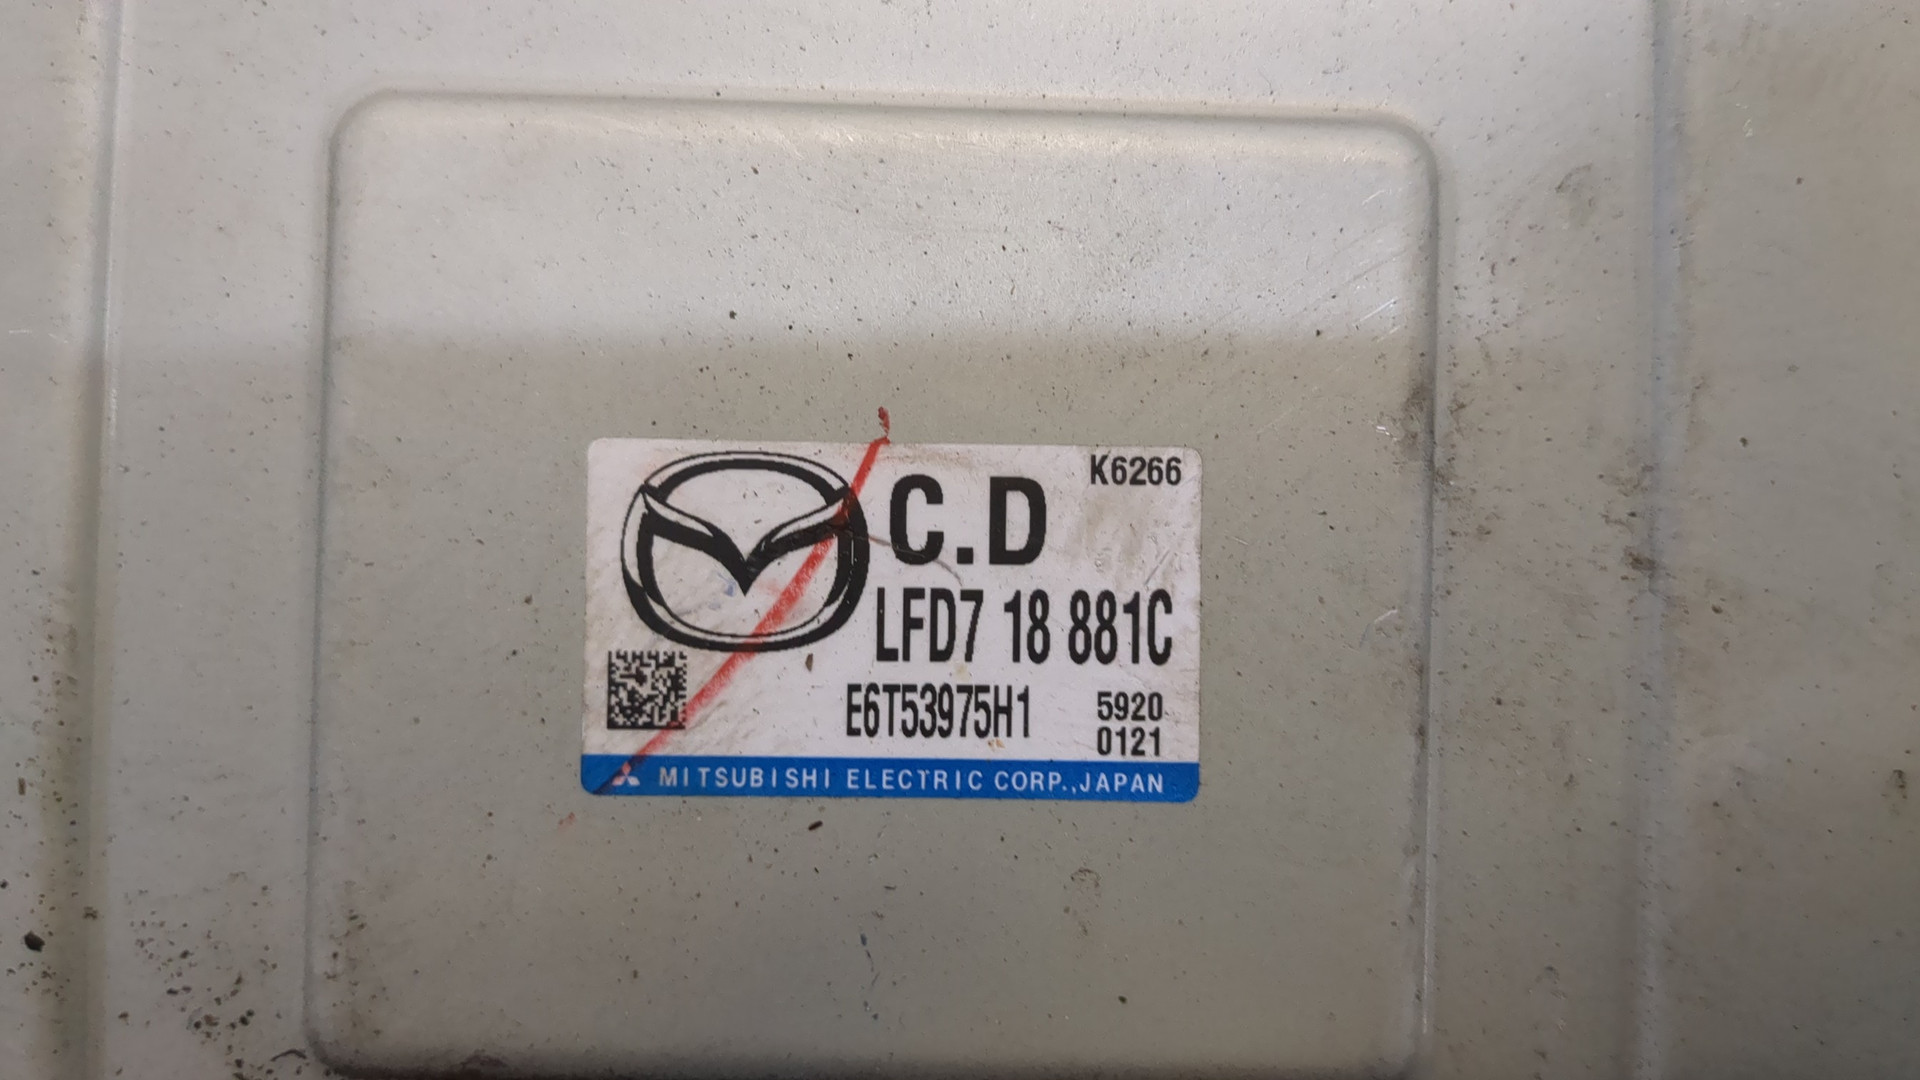 K6266
C.D
LFD7 18 881C
E6T53975H1 5920
0121
MITSUBISHI ELECTRIC CORP.,JAPAN